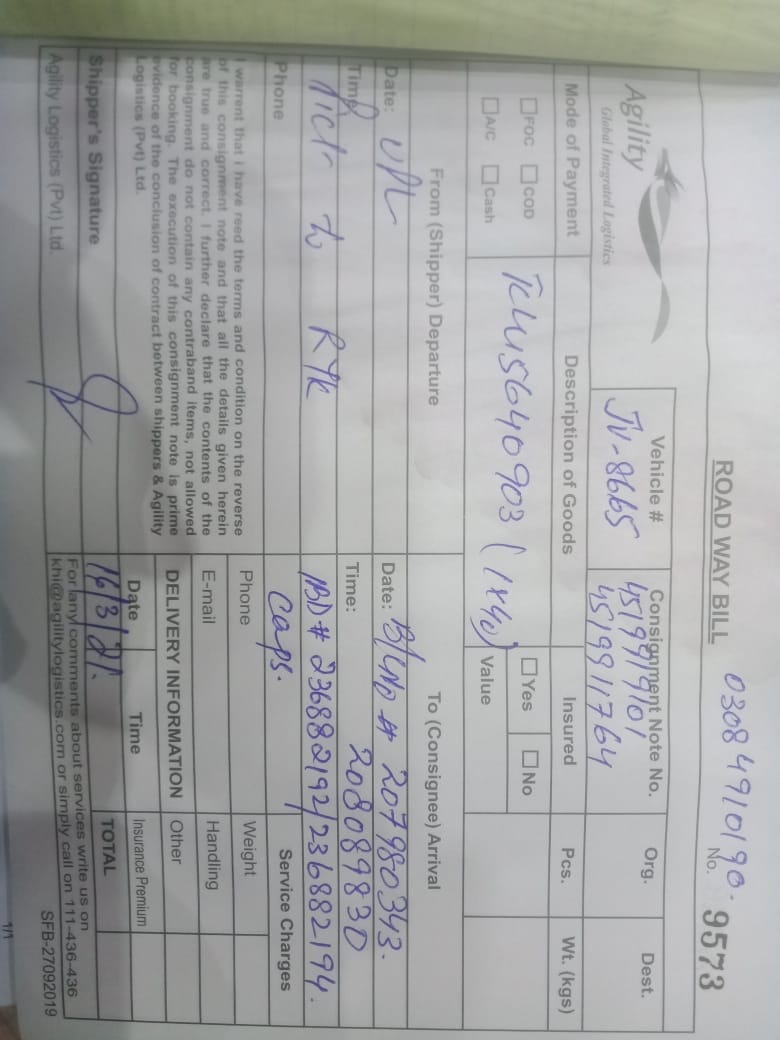 ROAD WAY BILL 03084910190.
No. 9573
Agility
Global Integrated Logistics
Vehicle #
JV-8665
Consignment Note No.
4519919101
4519911764
Org.
Dest.
Mode of Payment
FOC COD
A/C Cash
Description of Goods
TCLU5640903 (1x40)
Insured
Yes No
Value
Pcs.
Wt. (kgs)
From (Shipper) Departure
Date: UPL
Time
Pict to RYK
Phone
To (Consignee) Arrival
Date: B/L No # 207980343.
Time: 208089830
IBD # 236882192/236882194.
Caps.
Phone
E-mail
Service Charges
Weight
Handling
Other
Insurance Premium
TOTAL
I warrent that i have reed the terms and condition on the reverse
of this consignment note and that all the details given herein
are true and correct. I further declare that the contents of the
consignment do not contain any contraband items, not allowed
for booking. The execution of this consignment note is prime
evidence of the conclusion of contract between shippers & Agility
Logistics (Pvt) Ltd.
DELIVERY INFORMATION
Date Time
16/3/21.
Shipper's Signature
Agility Logistics (Pvt) Ltd.
For any comments about services write us on
khi@agilitylogistics.com or simply call on 111-436-436
SFB-27092019
1/1